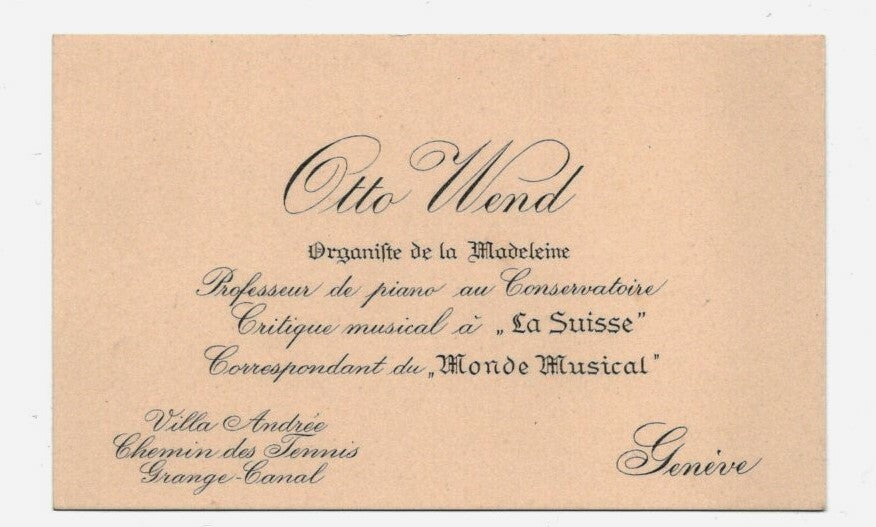 Otto Wend
Organiste de la Madeleine
Professeur de piano au Conservatoire
Critique musical à „La Suisse"
Correspondant du „Monde Musical"
Villa Andrée
Chemin des Tennis
Grange-Canal
Genève